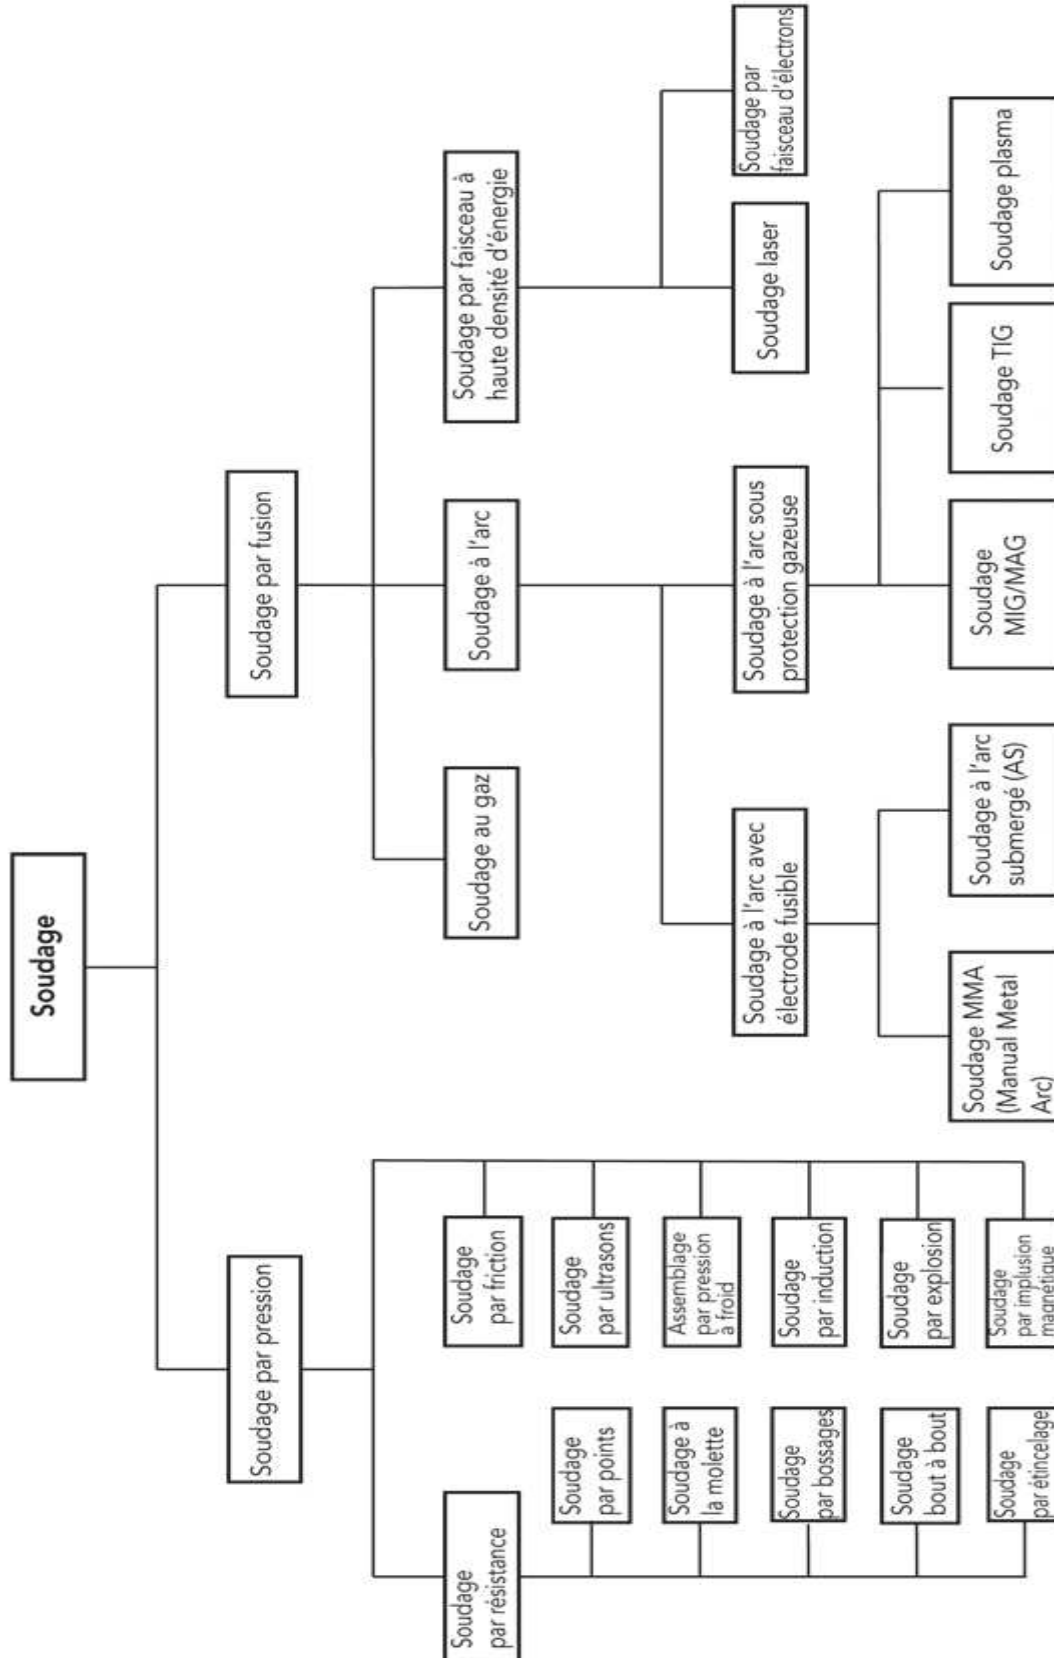 Soudage
Soudage par pression
Soudage par fusion
Soudage
par résistance
Soudage
par friction
Soudage au gaz
Soudage à l'arc
Soudage par faisceau à
haute densité d'énergie
Soudage
par points
Soudage
par ultrasons
Soudage à
la molette
Assemblage
par pression
a froid
Soudage à l'arc avec
électrode fusible
Soudage à l'arc sous
protection gazeuse
Soudage laser
Soudage par
faisceau d'électrons
Soudage
par bossages
Soudage
par induction
Soudage
bout à bout
Soudage
par explosion
Soudage MMA
(Manual Metal
Arc)
Soudage à l'arc
submergé (AS)
Soudage
MIG/MAG
Soudage TIG
Soudage plasma
Soudage
par étincelage
Soudage
par implusion
magnétique